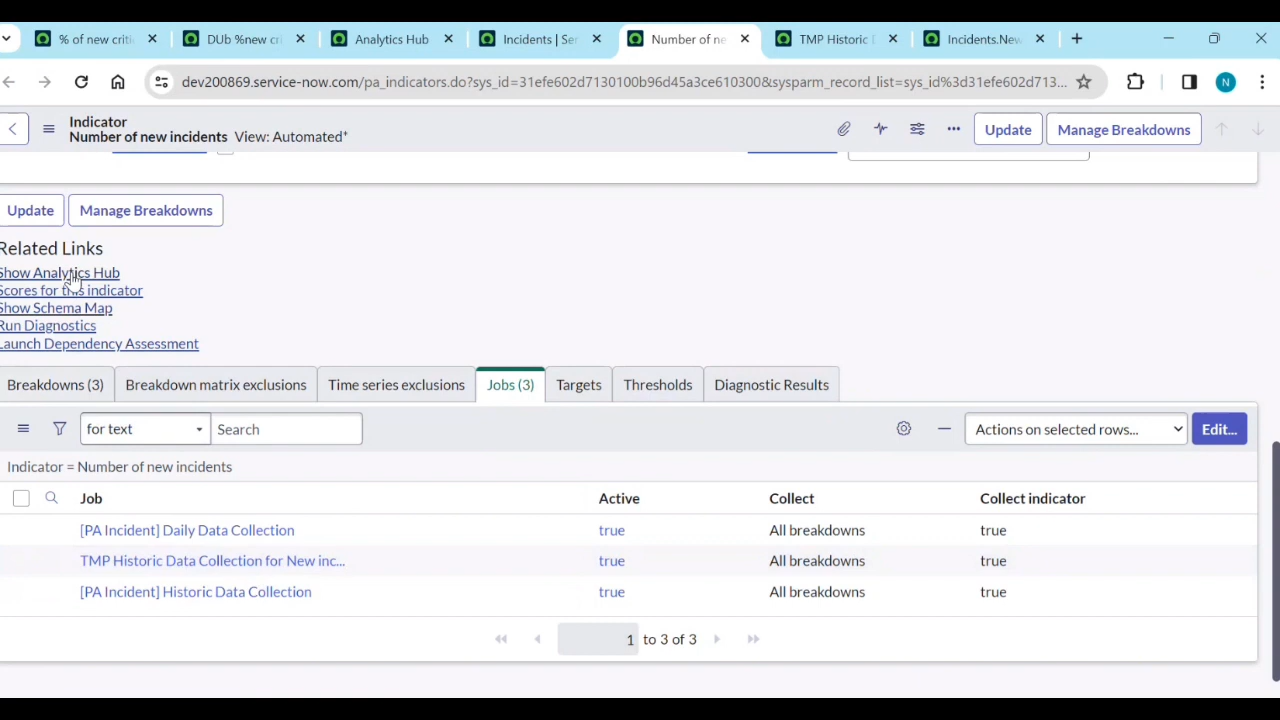 % of new criti
DUb %new cr
Analytics Hub
Incidents | Ser
Number of ne
TMP Historic
Incidents.New
dev200869.service-now.com/pa_indicators.do?sys_id=31efe602d7130100b96d45a3ce610300&sysparm_record_list=sys_id%3d31efe602d713...
N
Indicator
Number of new incidents View: Automated*
Update
Manage Breakdowns
Update
Manage Breakdowns
Related Links
Show Analytics Hub
Scores for this indicator
Show Schema Map
Run Diagnostics
Launch Dependency Assessment
Breakdowns (3)
Breakdown matrix exclusions
Time series exclusions
Jobs (3)
Targets
Thresholds
Diagnostic Results
for text
Search
Actions on selected rows...
Edit...
Indicator = Number of new incidents
Job Active Collect Collect indicator
[PA Incident] Daily Data Collection true All breakdowns true
TMP Historic Data Collection for New inc... true All breakdowns true
[PA Incident] Historic Data Collection true All breakdowns true
1 to 3 of 3